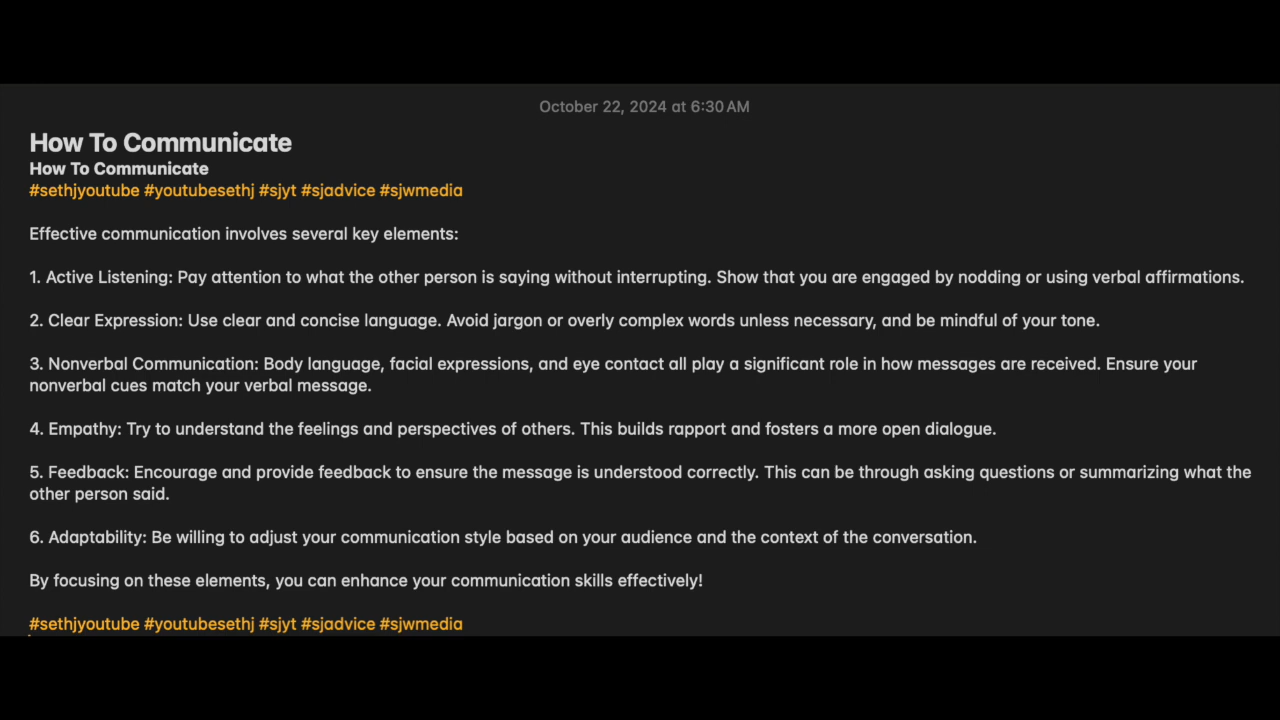 October 22, 2024 at 6:30 AM
How To Communicate
How To Communicate
#sethjyoutube #youtubesethj #sjyt #sjadvice #sjwmedia
Effective communication involves several key elements:
1. Active Listening: Pay attention to what the other person is saying without interrupting. Show that you are engaged by nodding or using verbal affirmations.
2. Clear Expression: Use clear and concise language. Avoid jargon or overly complex words unless necessary, and be mindful of your tone.
3. Nonverbal Communication: Body language, facial expressions, and eye contact all play a significant role in how messages are received. Ensure your
nonverbal cues match your verbal message.
4. Empathy: Try to understand the feelings and perspectives of others. This builds rapport and fosters a more open dialogue.
5. Feedback: Encourage and provide feedback to ensure the message is understood correctly. This can be through asking questions or summarizing what the
other person said.
6. Adaptability: Be willing to adjust your communication style based on your audience and the context of the conversation.
By focusing on these elements, you can enhance your communication skills effectively!
#sethjyoutube #youtubesethj #sjyt #sjadvice #sjwmedia